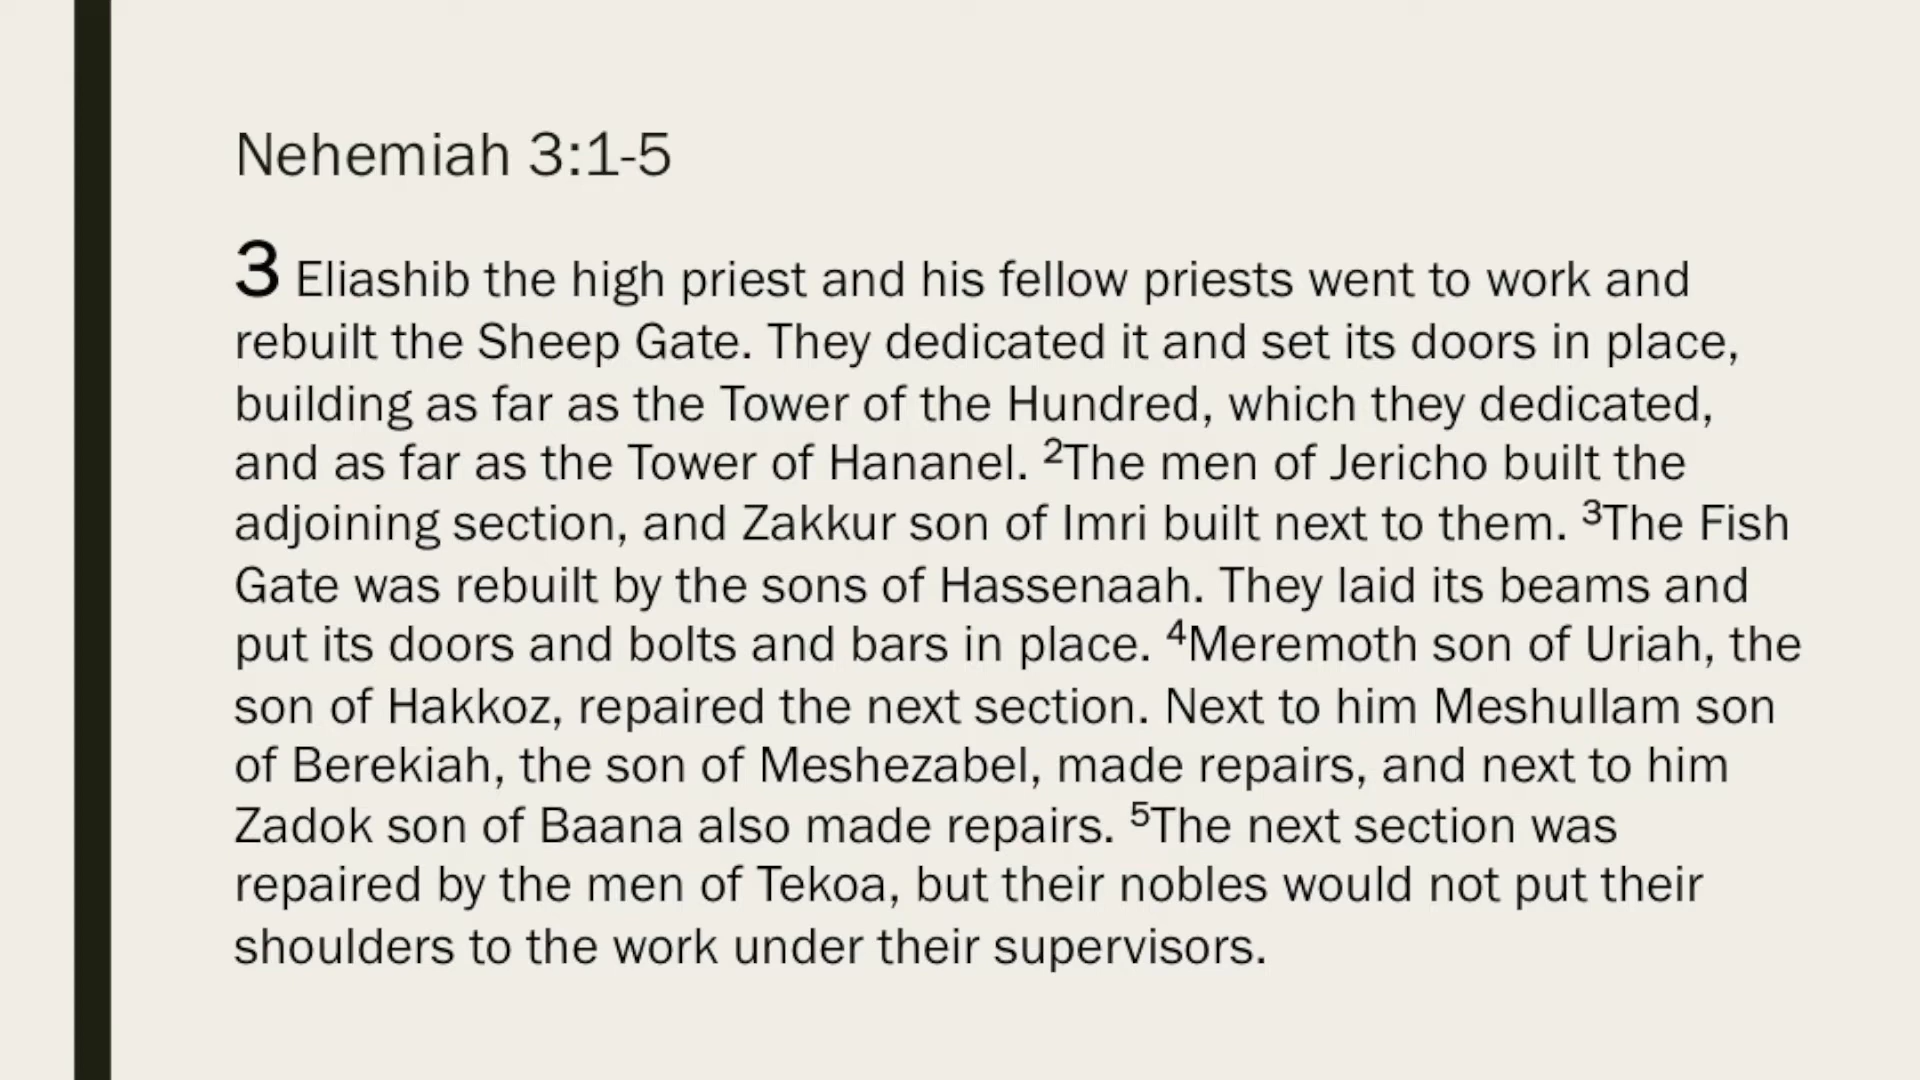 Nehemiah 3:1-5
3 Eliashib the high priest and his fellow priests went to work and
rebuilt the Sheep Gate. They dedicated it and set its doors in place,
building as far as the Tower of the Hundred, which they dedicated,
and as far as the Tower of Hananel. ²The men of Jericho built the
adjoining section, and Zakkur son of Imri built next to them. ³The Fish
Gate was rebuilt by the sons of Hassenaah. They laid its beams and
put its doors and bolts and bars in place. ⁴Meremoth son of Uriah, the
son of Hakkoz, repaired the next section. Next to him Meshullam son
of Berekiah, the son of Meshezabel, made repairs, and next to him
Zadok son of Baana also made repairs. ⁵The next section was
repaired by the men of Tekoa, but their nobles would not put their
shoulders to the work under their supervisors.